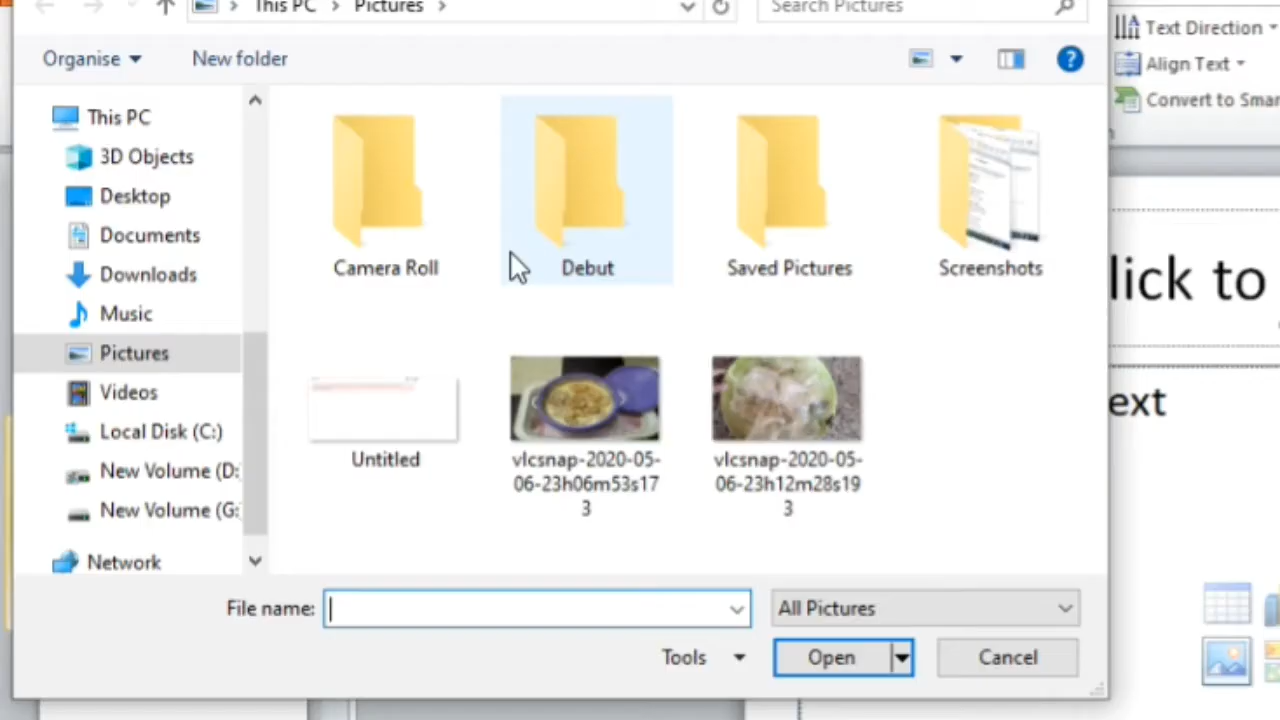 This PC > Pictures >
Search Pictures
Organise
New folder
This PC
3D Objects
Desktop
Documents
Downloads
Music
Pictures
Videos
Local Disk (C:)
New Volume (D:
New Volume (G:
Network
Camera Roll
Debut
Saved Pictures
Screenshots
Untitled
vlcsnap-2020-05-
06-23h06m53s17
3
vlcsnap-2020-05-
06-23h12m28s19
3
File name:
All Pictures
Tools
Open
Cancel
Text Direction
Align Text
Convert to Smar
lick to
ext